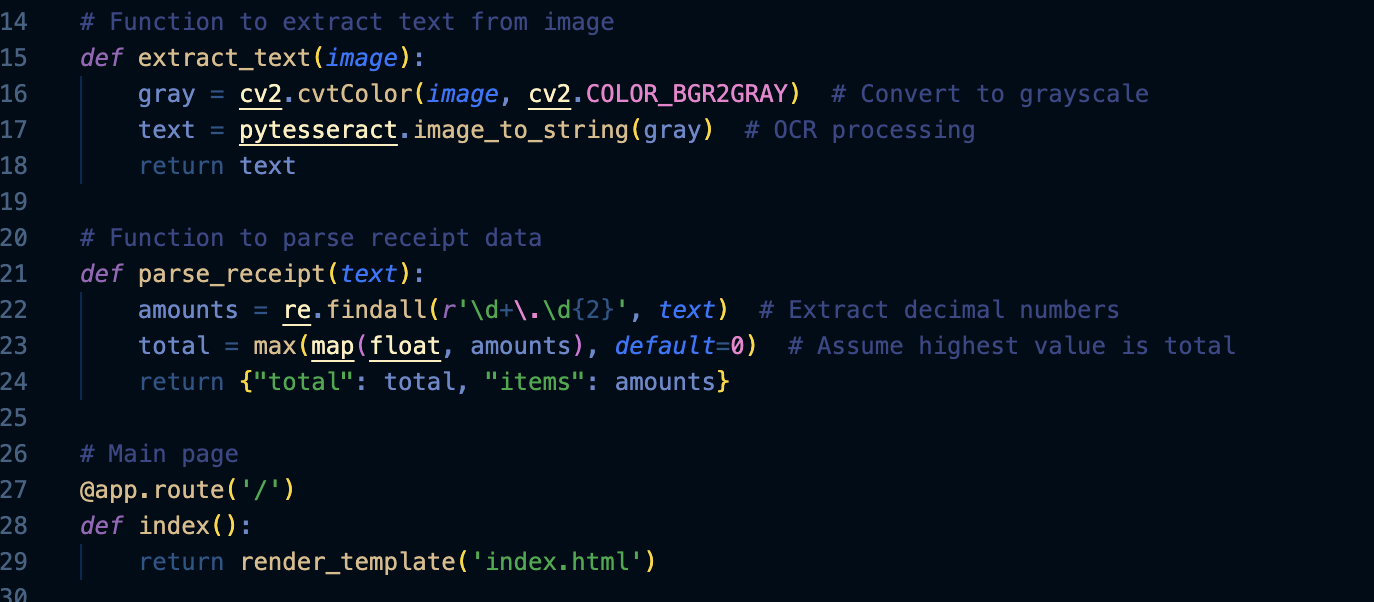 14 # Function to extract text from image
15 def extract_text(image):
16 gray = cv2.cvtColor(image, cv2.COLOR_BGR2GRAY)  # Convert to grayscale
17 text = pytesseract.image_to_string(gray)  # OCR processing
18 return text
19
20 # Function to parse receipt data
21 def parse_receipt(text):
22 amounts = re.findall(r'\d+\.\d{2}', text)  # Extract decimal numbers
23 total = max(map(float, amounts), default=0)  # Assume highest value is total
24 return {"total": total, "items": amounts}
25
26 # Main page
27 @app.route('/')
28 def index():
29 return render_template('index.html')
30